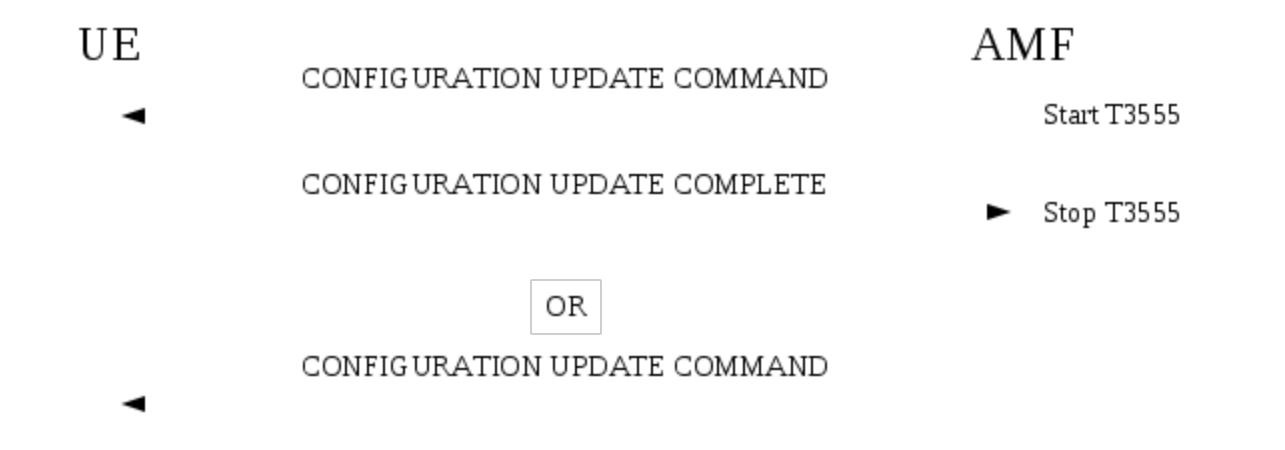 UE
AMF
CONFIGURATION UPDATE COMMAND
Start T3555
CONFIGURATION UPDATE COMPLETE
Stop T3555
OR
CONFIGURATION UPDATE COMMAND